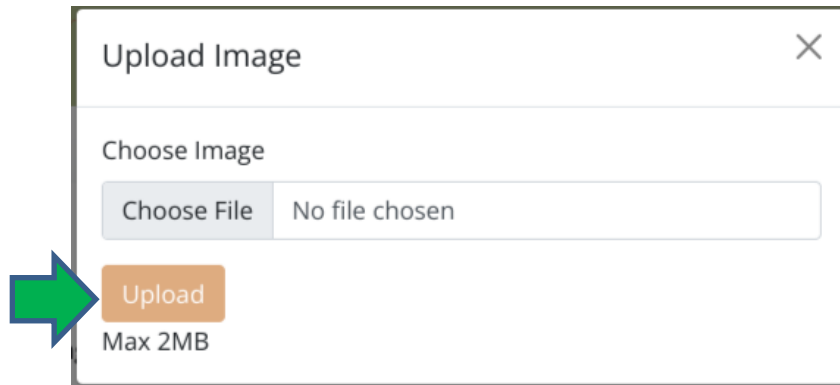 Upload Image
Choose Image
Choose File No file chosen
Upload
Max 2MB